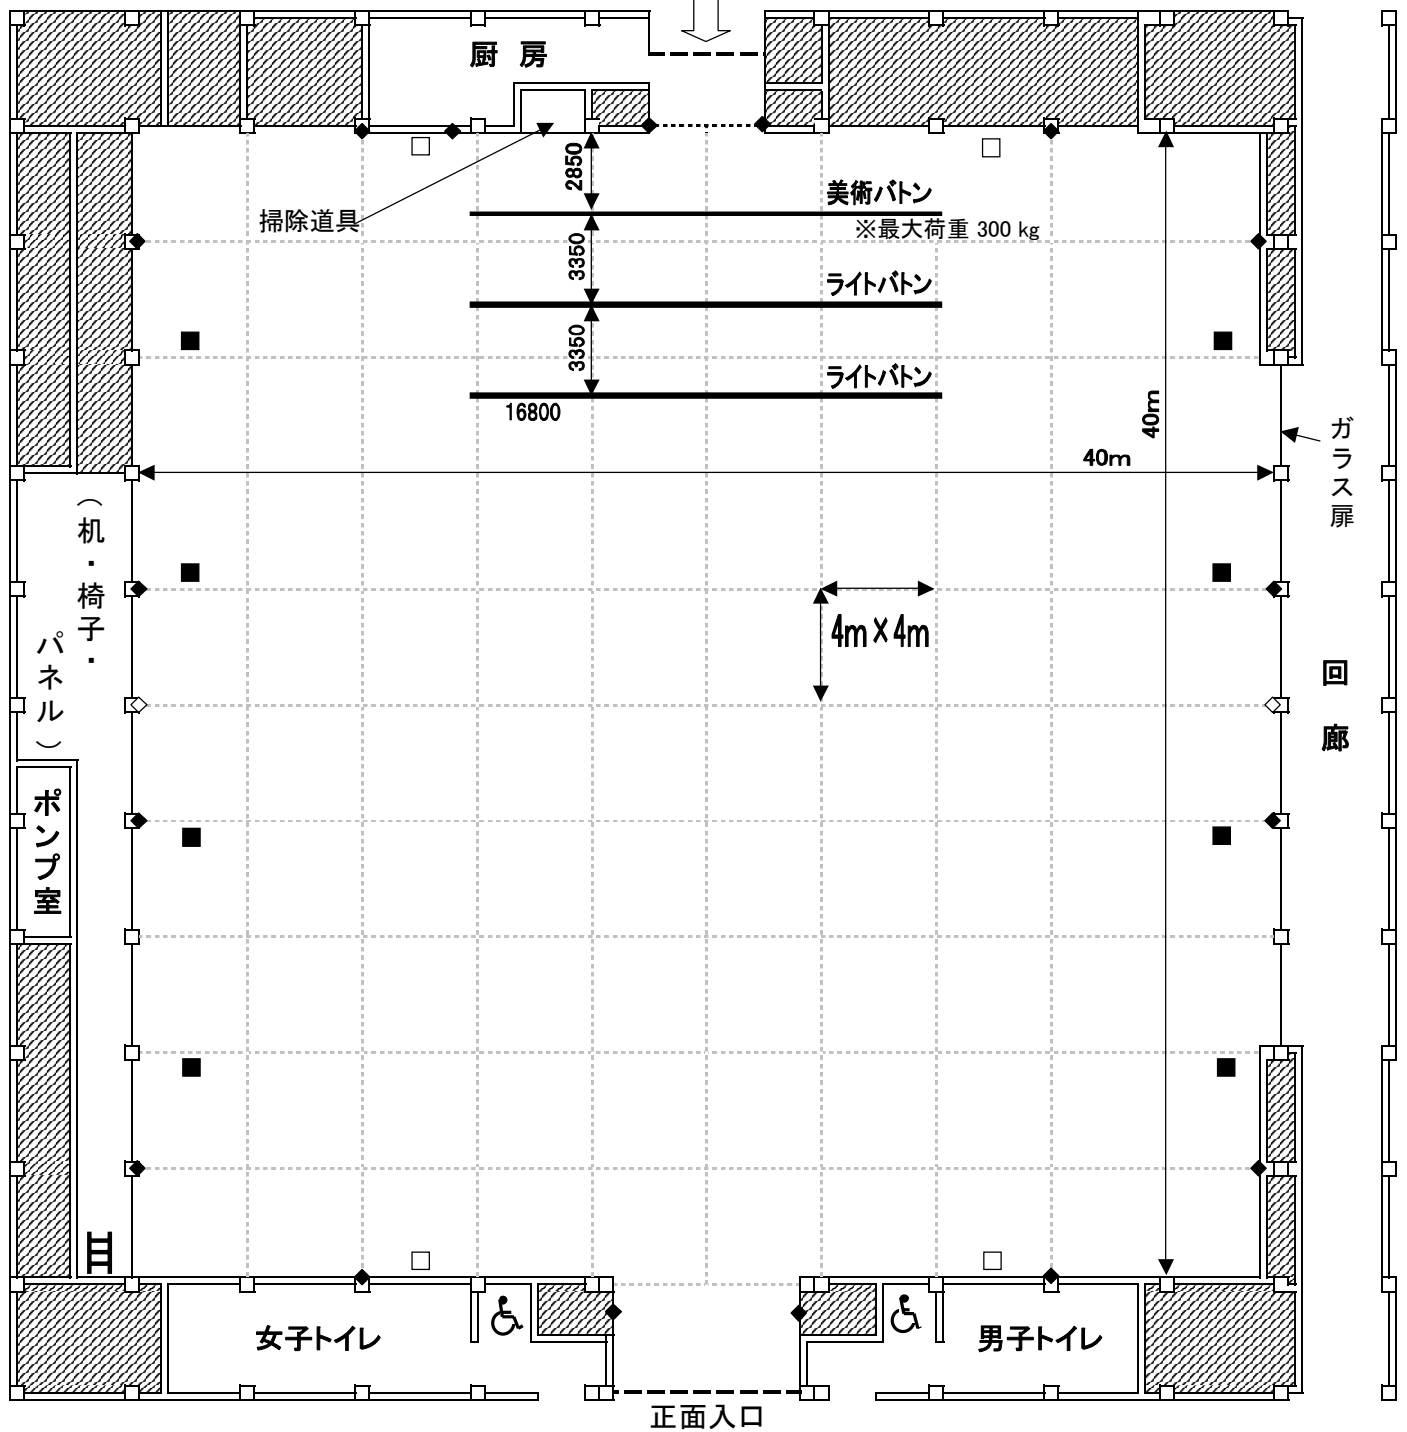 厨 房
2850
美術バトン
掃除道具
※最大荷重 300 kg
3350
ライトバトン
3350
ライトバトン
16800
40m
40m
ガラス扉
（机・椅子・
パネル）
4m×4m
回廊
ポンプ室
女子トイレ
男子トイレ
正面入口